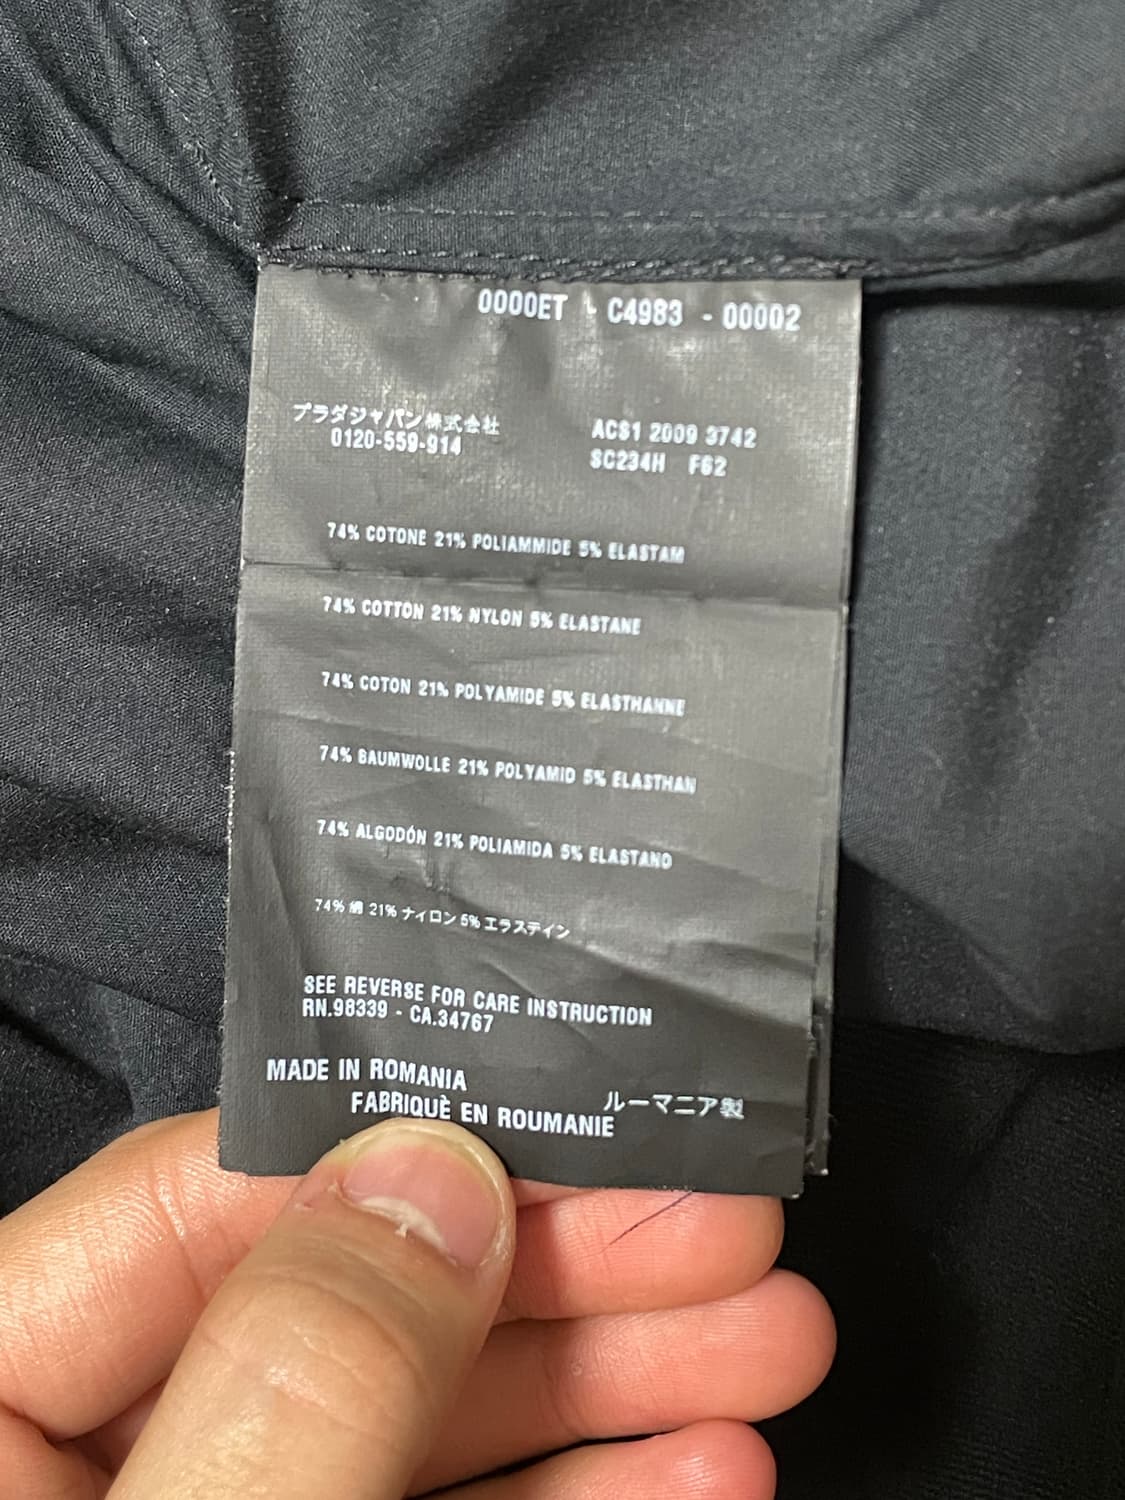 0000ET - C4983 - 00002
プラダジャパン株式会社
0120-559-914
ACS1 2009 3742
SC234H F62
74% COTONE 21% POLIAMMIDE 5% ELASTAM
74% COTTON 21% NYLON 5% ELASTANE
74% COTON 21% POLYAMIDE 5% ELASTHANNE
74% BAUMWOLLE 21% POLYAMID 5% ELASTHAN
74% ALGODÓN 21% POLIAMIDA 5% ELASTANO
74% 綿 21% ナイロン 5% エラステイン
SEE REVERSE FOR CARE INSTRUCTION
RN.98339 - CA.34767
MADE IN ROMANIA
FABRIQUÈ EN ROUMANIE
ルーマニア製